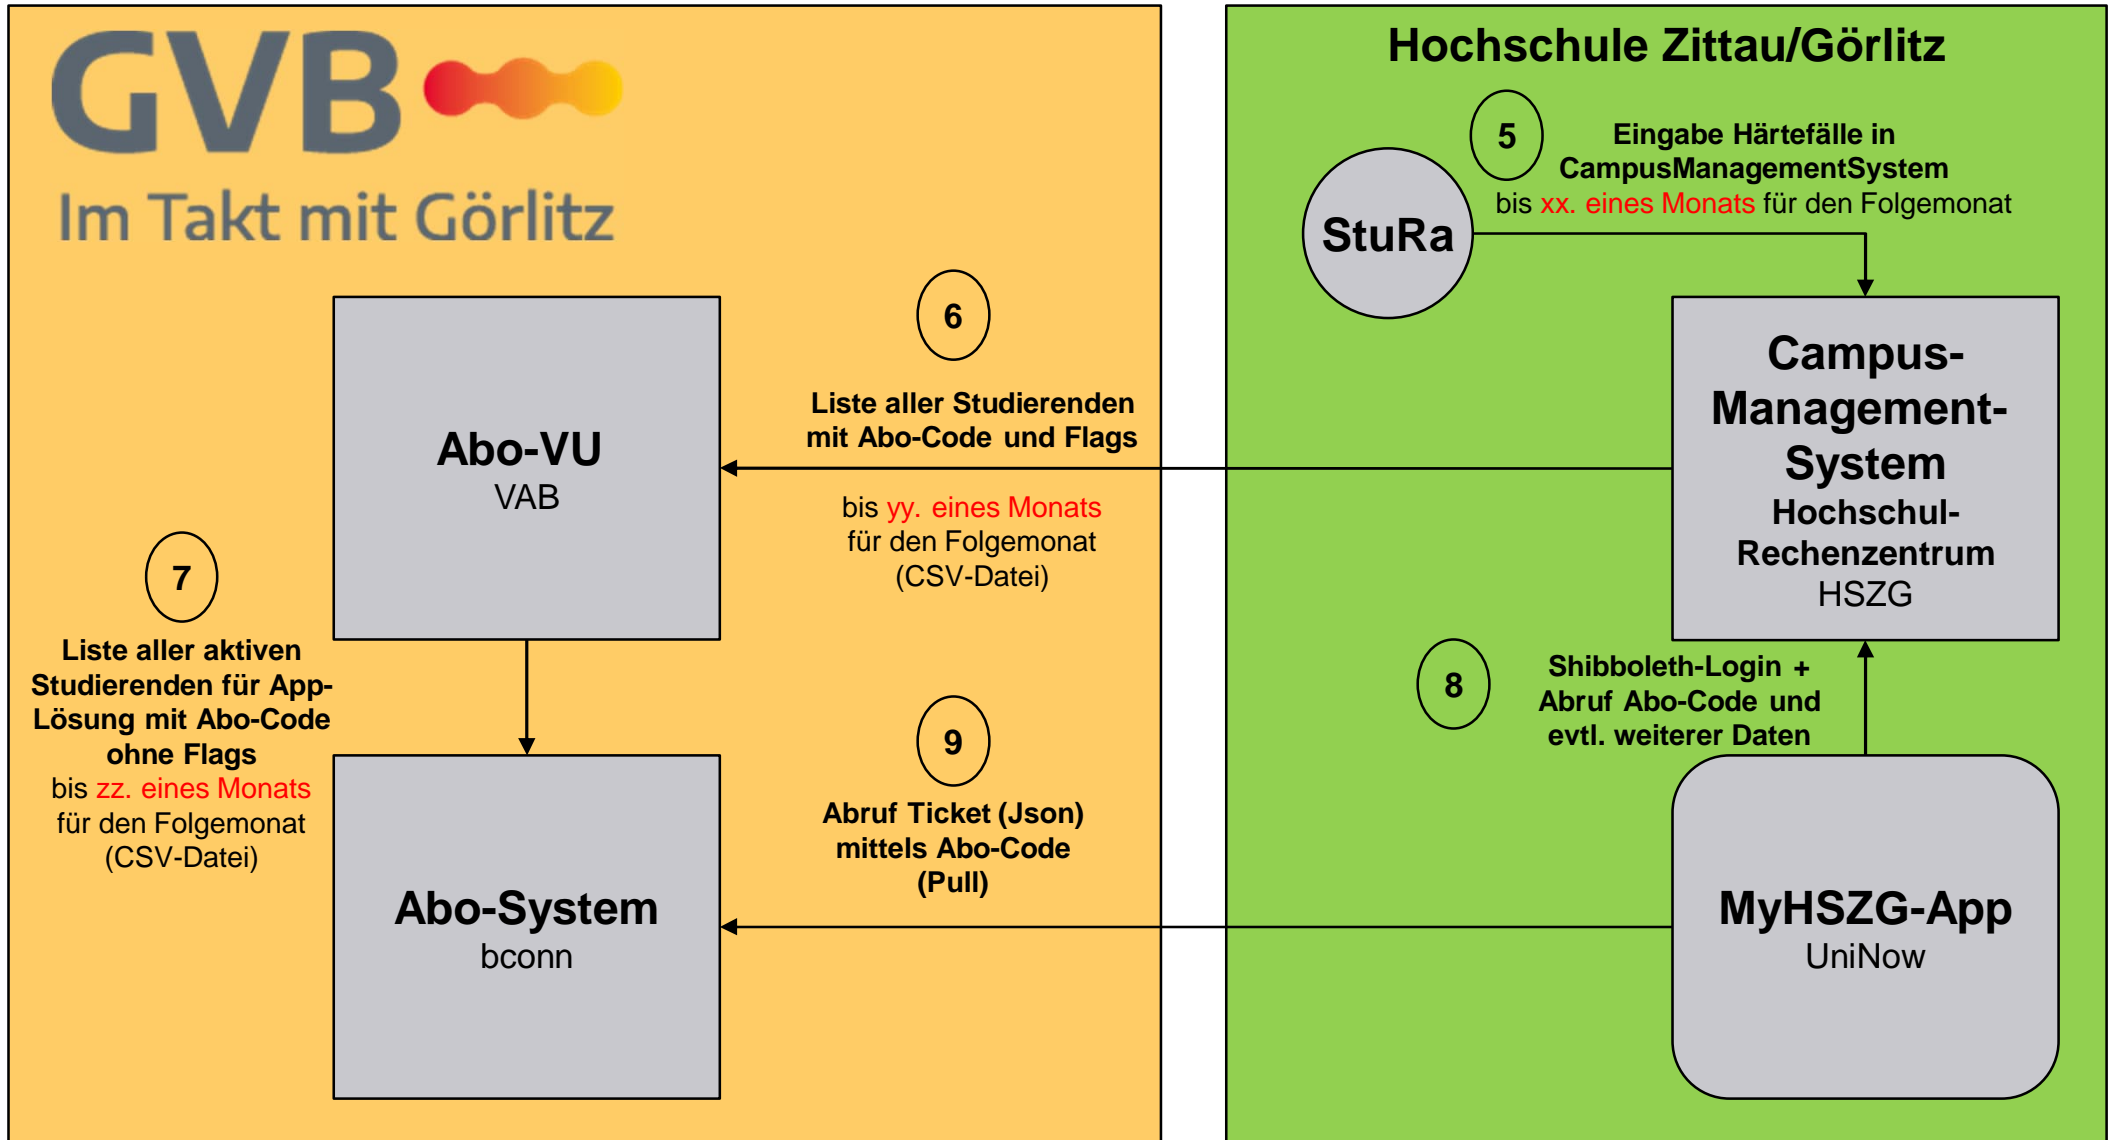 GVB
Im Takt mit Görlitz
Abo-VU
VAB
6
Liste aller Studierenden
mit Abo-Code und Flags
bis yy. eines Monats
für den Folgemonat
(CSV-Datei)
7
Liste aller aktiven
Studierenden für App-
Lösung mit Abo-Code
ohne Flags
bis zz. eines Monats
für den Folgemonat
(CSV-Datei)
9
Abruf Ticket (Json)
mittels Abo-Code
(Pull)
Abo-System
bconn
Hochschule Zittau/Görlitz
5
Eingabe Härtefälle in
CampusManagementSystem
bis xx. eines Monats für den Folgemonat
StuRa
Campus-
Management-
System
Hochschul-
Rechenzentrum
HSZG
8
Shibboleth-Login +
Abruf Abo-Code und
evtl. weiterer Daten
MyHSZG-App
UniNow